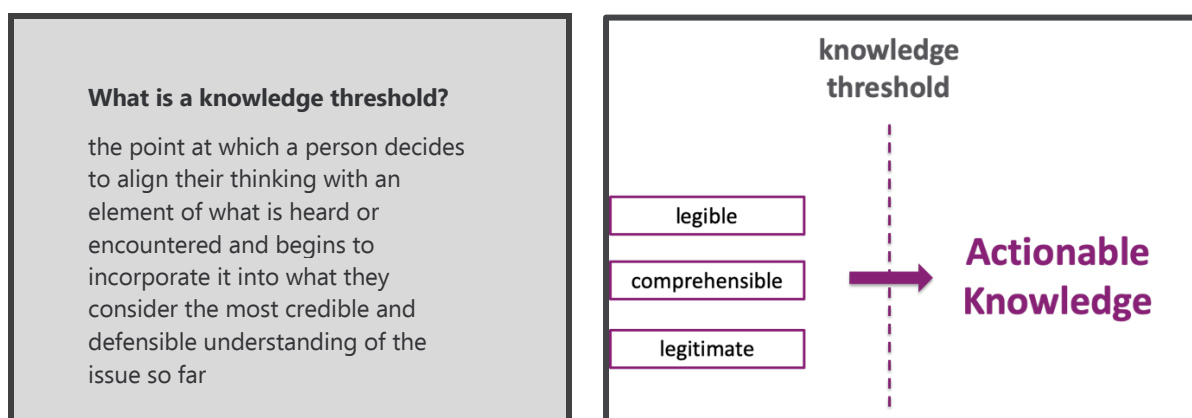 What is a knowledge threshold?
the point at which a person decides
to align their thinking with an
element of what is heard or
encountered and begins to
incorporate it into what they
consider the most credible and
defensible understanding of the
issue so far
knowledge
threshold
legible
comprehensible
legitimate
Actionable
Knowledge